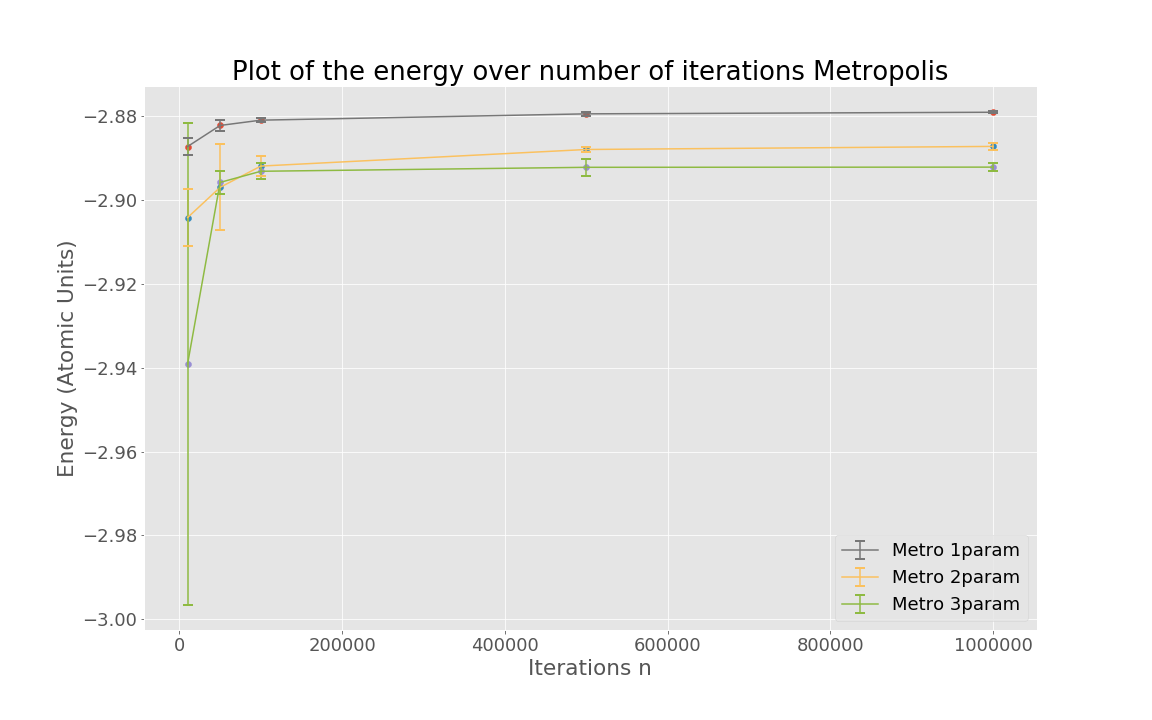 Plot of the energy over number of iterations Metropolis
Energy (Atomic Units)
−2.88
−2.90
−2.92
−2.94
−2.96
−2.98
−3.00
Metro 1param
Metro 2param
Metro 3param
0 200000 400000 600000 800000 1000000
Iterations n